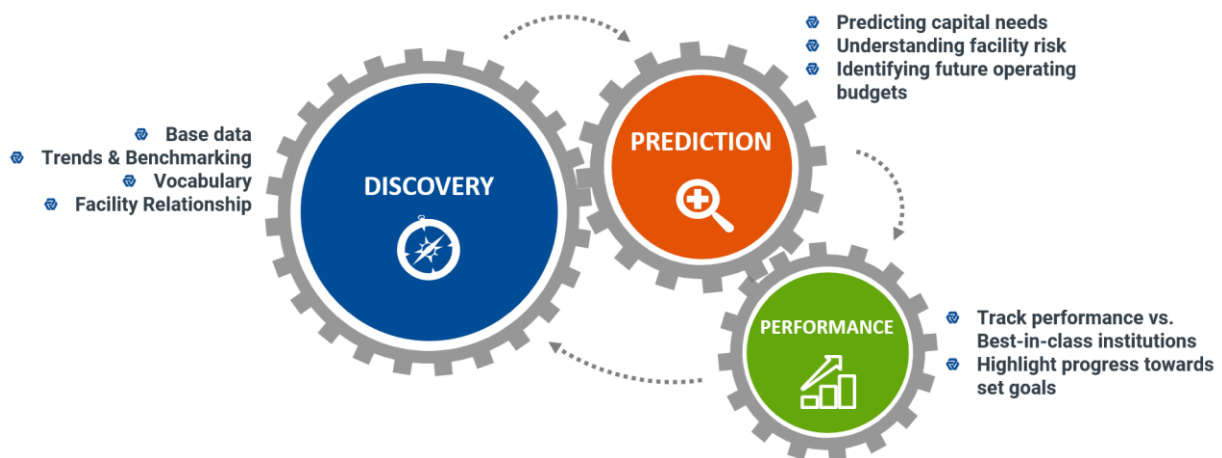 Base data
Trends & Benchmarking
Vocabulary
Facility Relationship
DISCOVERY
Predicting capital needs
Understanding facility risk
Identifying future operating
budgets
PREDICTION
PERFORMANCE
Track performance vs.
Best-in-class institutions
Highlight progress towards
set goals